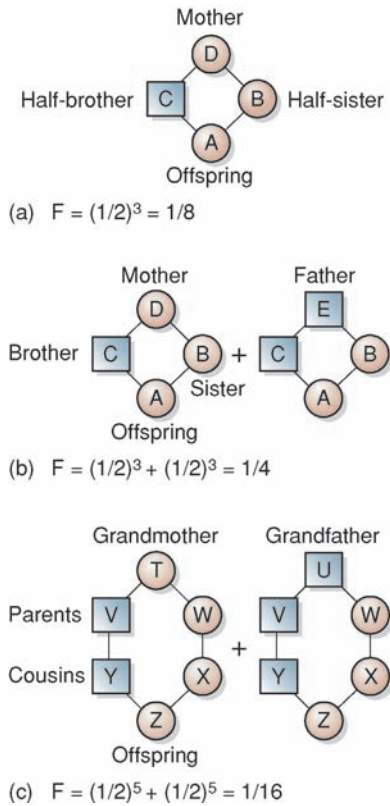 Mother
D
Half-brother C B Half-sister
A
Offspring
(a) F = (1/2)³ = 1/8
Mother Father
D E
Brother C B + C B
Sister
A A
Offspring
(b) F = (1/2)³ + (1/2)³ = 1/4
Grandmother Grandfather
T U
Parents V W V W
+
Cousins Y X Y X
Z Z
Offspring
(c) F = (1/2)⁵ + (1/2)⁵ = 1/16